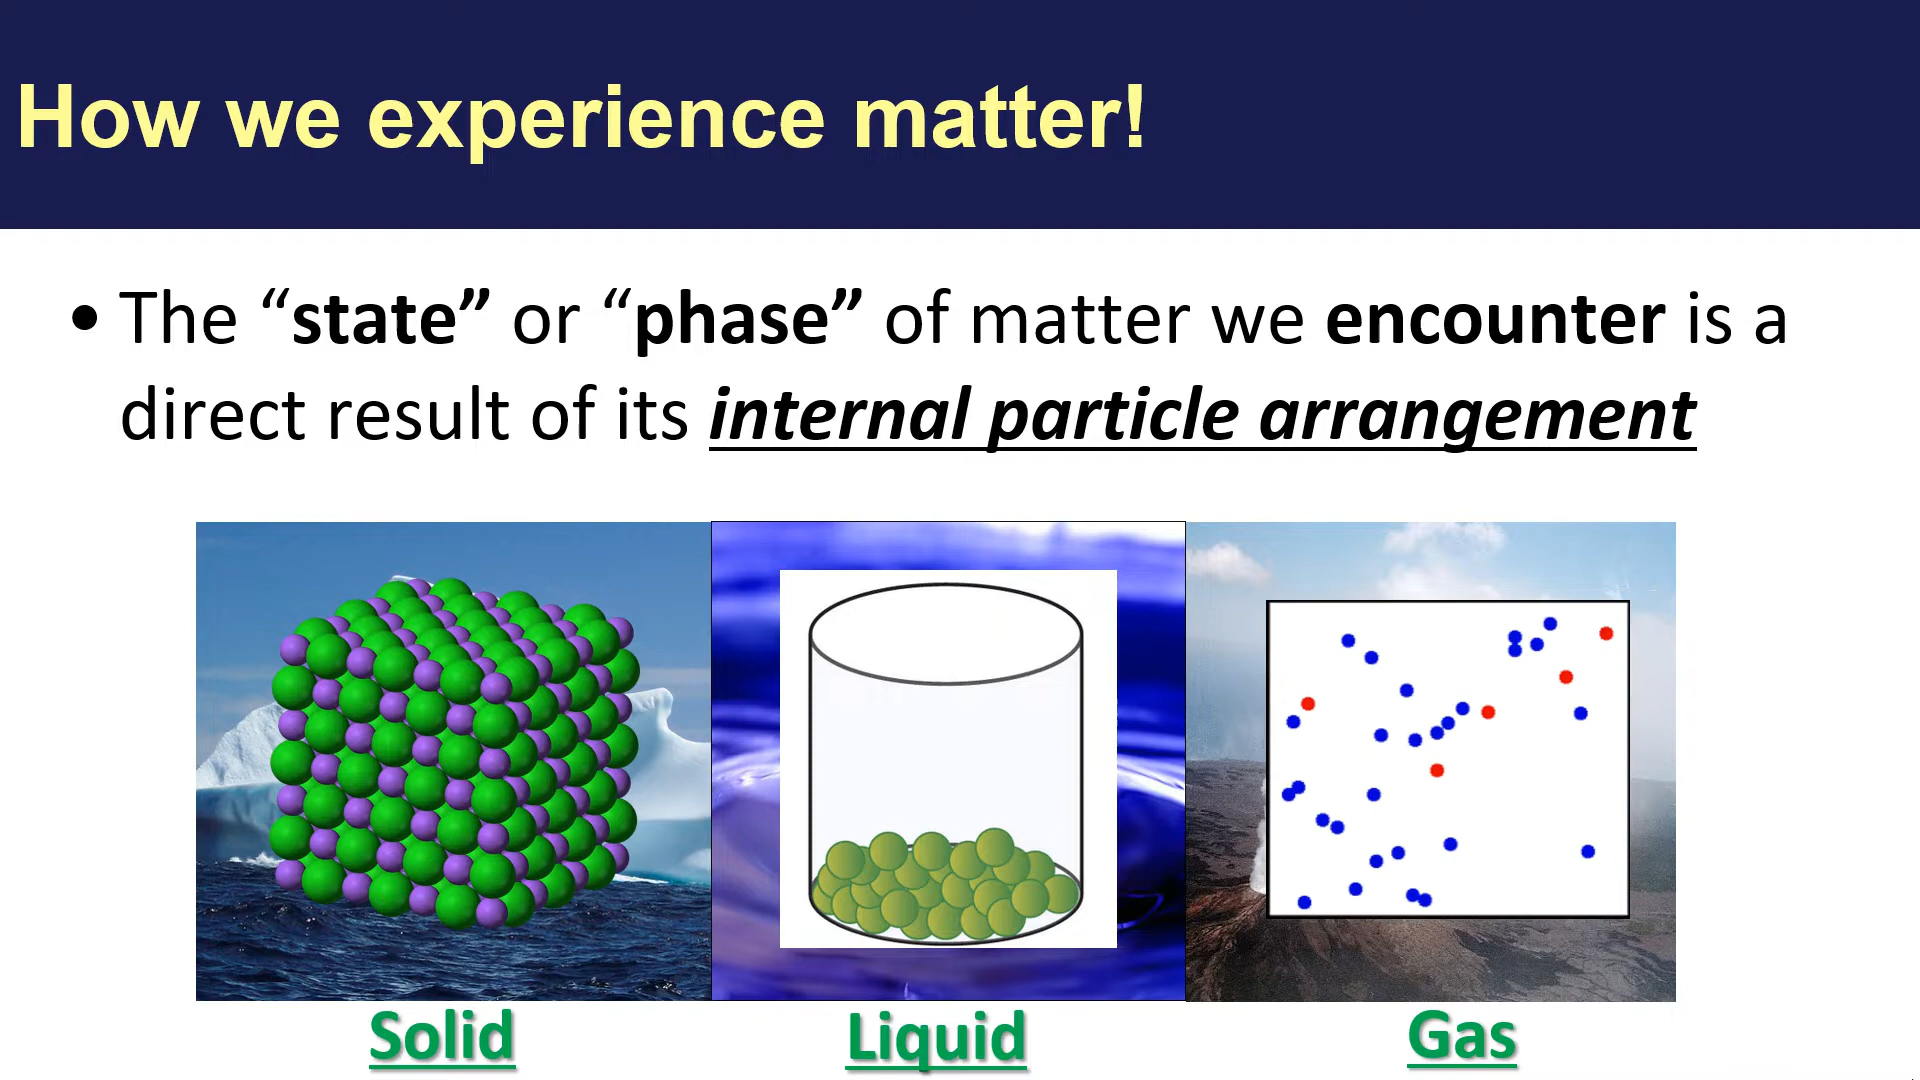 How we experience matter!
• The “state” or “phase” of matter we encounter is a
direct result of its internal particle arrangement
Solid
Liquid
Gas